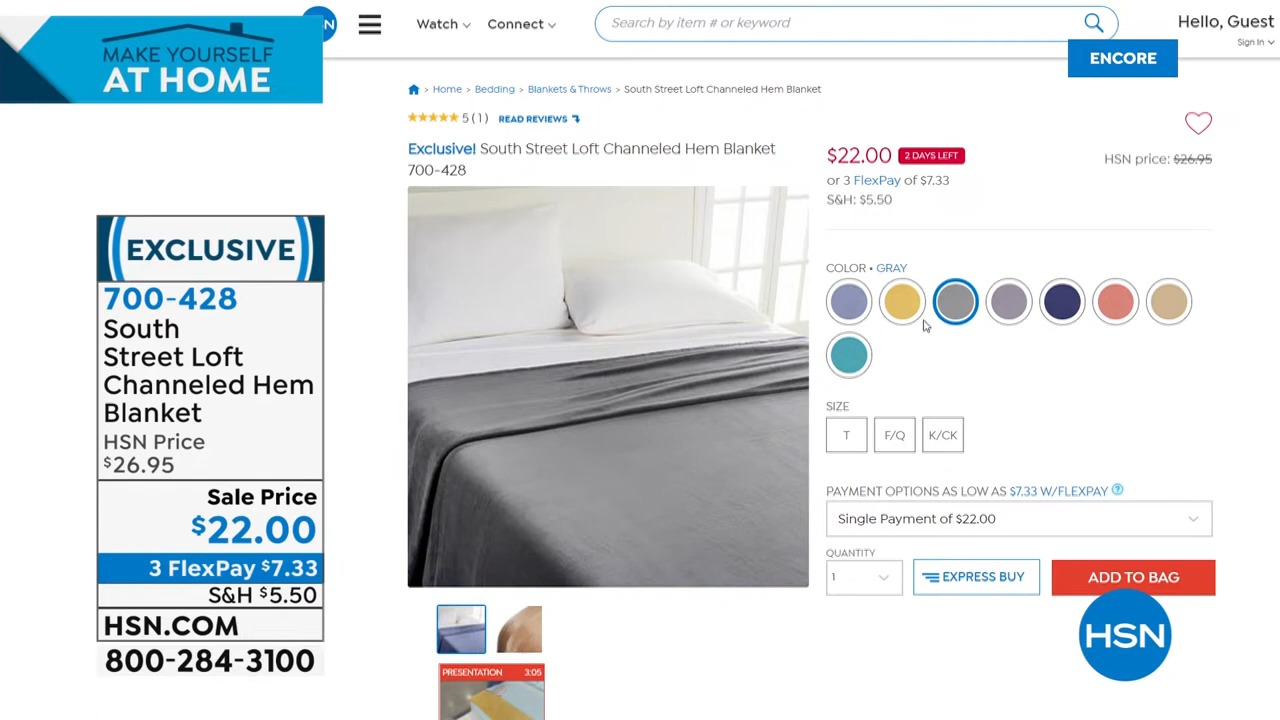 MAKE YOURSELF
AT HOME
Watch
Connect
Search by item # or keyword
Hello, Guest
Sign In
ENCORE
> Home > Bedding > Blankets & Throws > South Street Loft Channeled Hem Blanket
5 (1) READ REVIEWS
Exclusive! South Street Loft Channeled Hem Blanket
700-428
$22.00 2 DAYS LEFT
HSN price: $26.95
or 3 FlexPay of $7.33
S&H: $5.50
COLOR • GRAY
SIZE
T F/Q K/CK
PAYMENT OPTIONS AS LOW AS $7.33 W/FLEXPAY ?
Single Payment of $22.00
QUANTITY
1
EXPRESS BUY
ADD TO BAG
HSN
PRESENTATION 3:05
EXCLUSIVE
700-428
South
Street Loft
Channeled Hem
Blanket
HSN Price
$26.95
Sale Price
$22.00
3 FlexPay $7.33
S&H $5.50
HSN.COM
800-284-3100